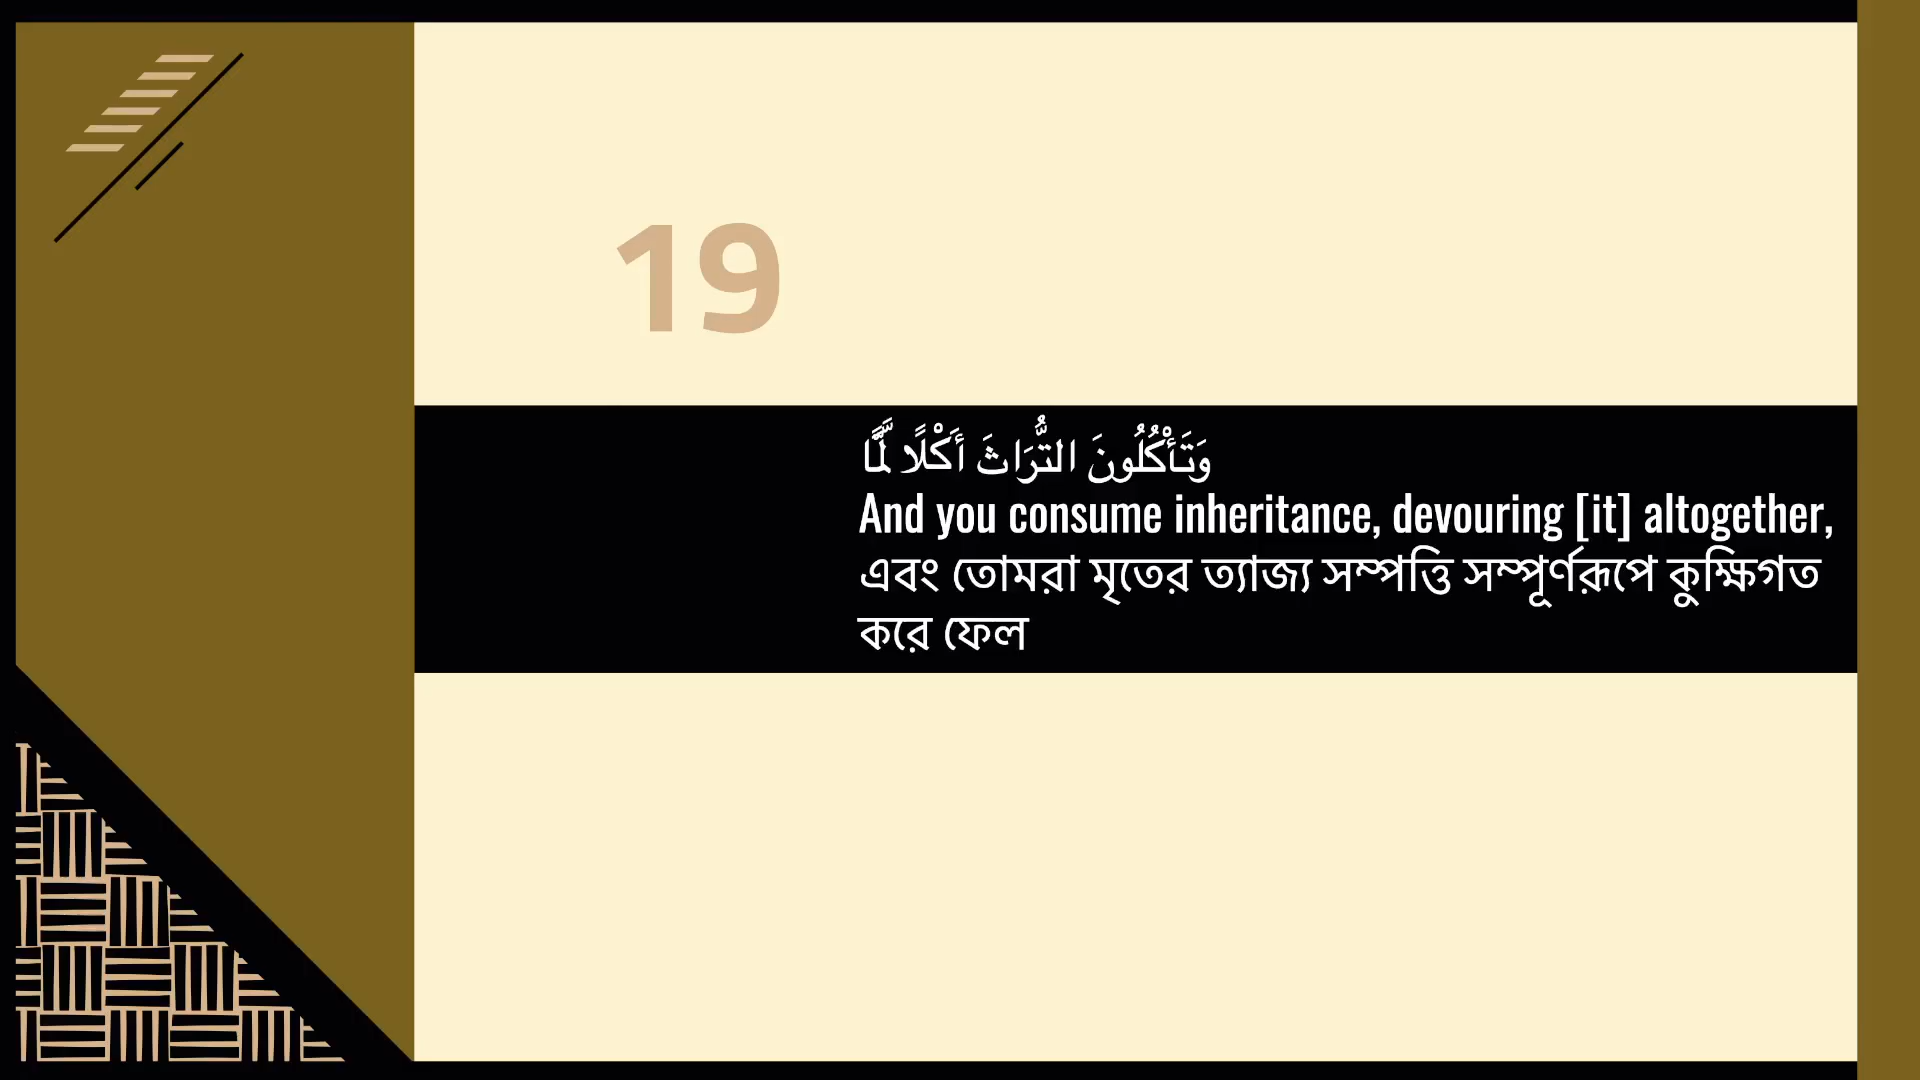 19
وَتَأْكُلُونَ التُّرَاثَ أَكْلًا لَّمًّا
And you consume inheritance, devouring [it] altogether,
এবং তোমরা মৃতের ত্যাজ্য সম্পত্তি সম্পূর্ণরূপে কুক্ষিগত
করে ফেল